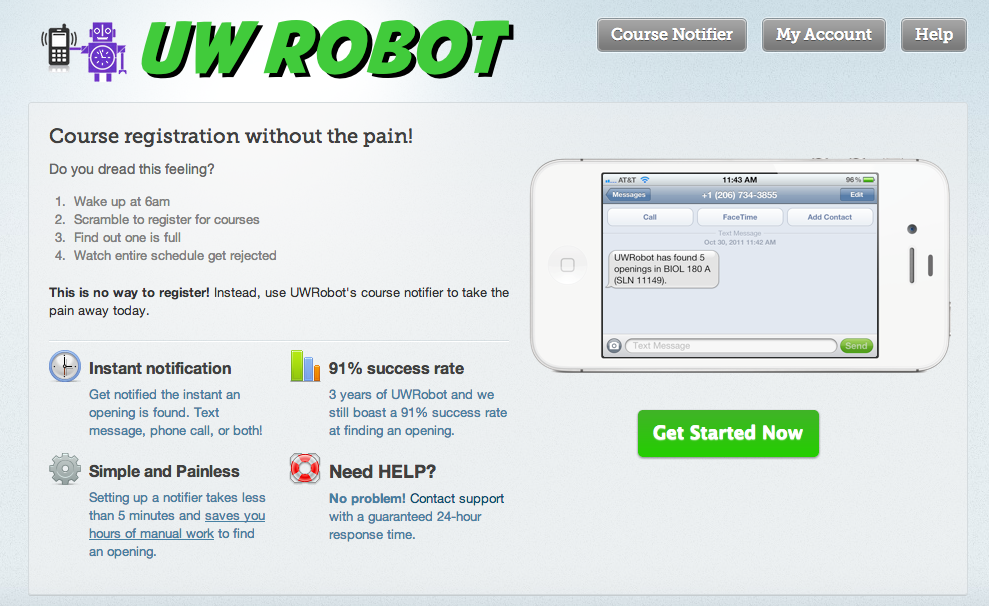 UW ROBOT
Course Notifier
My Account
Help
Course registration without the pain!
Do you dread this feeling?
1. Wake up at 6am
2. Scramble to register for courses
3. Find out one is full
4. Watch entire schedule get rejected
This is no way to register! Instead, use UWRobot's course notifier to take the
pain away today.
Instant notification
Get notified the instant an
opening is found. Text
message, phone call, or both!
91% success rate
3 years of UWRobot and we
still boast a 91% success rate
at finding an opening.
Simple and Painless
Setting up a notifier takes less
than 5 minutes and saves you
hours of manual work to find
an opening.
Need HELP?
No problem! Contact support
with a guaranteed 24-hour
response time.
AT&T 11:43 AM 96%
Messages +1 (206) 734-3855 Edit
Call FaceTime Add Contact
Text Message
Oct 30, 2011 11:42 AM
UWRobot has found 5
openings in BIOL 180 A
(SLN 11149).
Text Message Send
Get Started Now